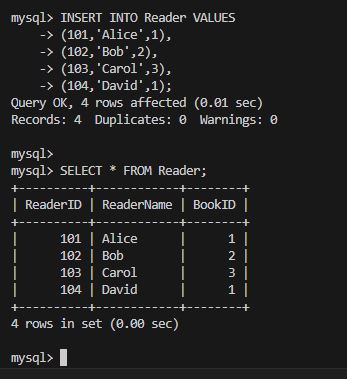 mysql> INSERT INTO Reader VALUES
    -> (101,'Alice',1),
    -> (102,'Bob',2),
    -> (103,'Carol',3),
    -> (104,'David',1);
Query OK, 4 rows affected (0.01 sec)
Records: 4  Duplicates: 0  Warnings: 0

mysql>
mysql> SELECT * FROM Reader;
+----------+------------+--------+
| ReaderID | ReaderName | BookID |
+----------+------------+--------+
|      101 | Alice      |      1 |
|      102 | Bob        |      2 |
|      103 | Carol      |      3 |
|      104 | David      |      1 |
+----------+------------+--------+
4 rows in set (0.00 sec)

mysql>